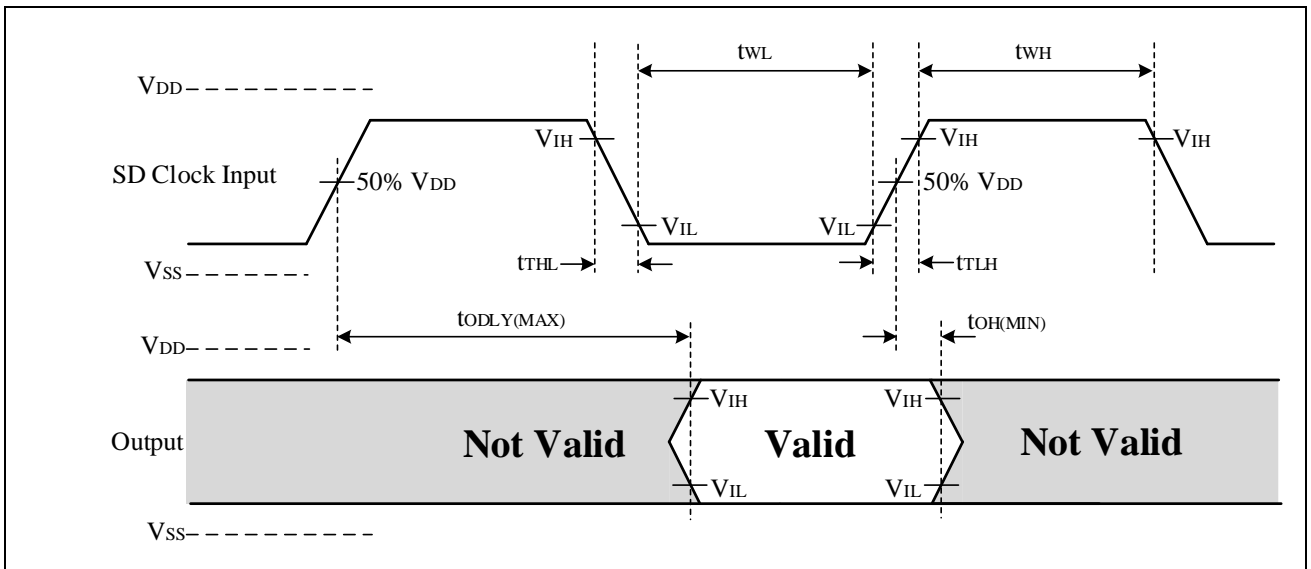 tWL tWH
VDD
VIH VIH VIH
SD Clock Input 50% VDD 50% VDD
VIL VIL
VSS tTHL tTLH
tODLY(MAX) tOH(MIN)
VDD
VIH VIH
Output Not Valid Valid Not Valid
VIL VIL
VSS